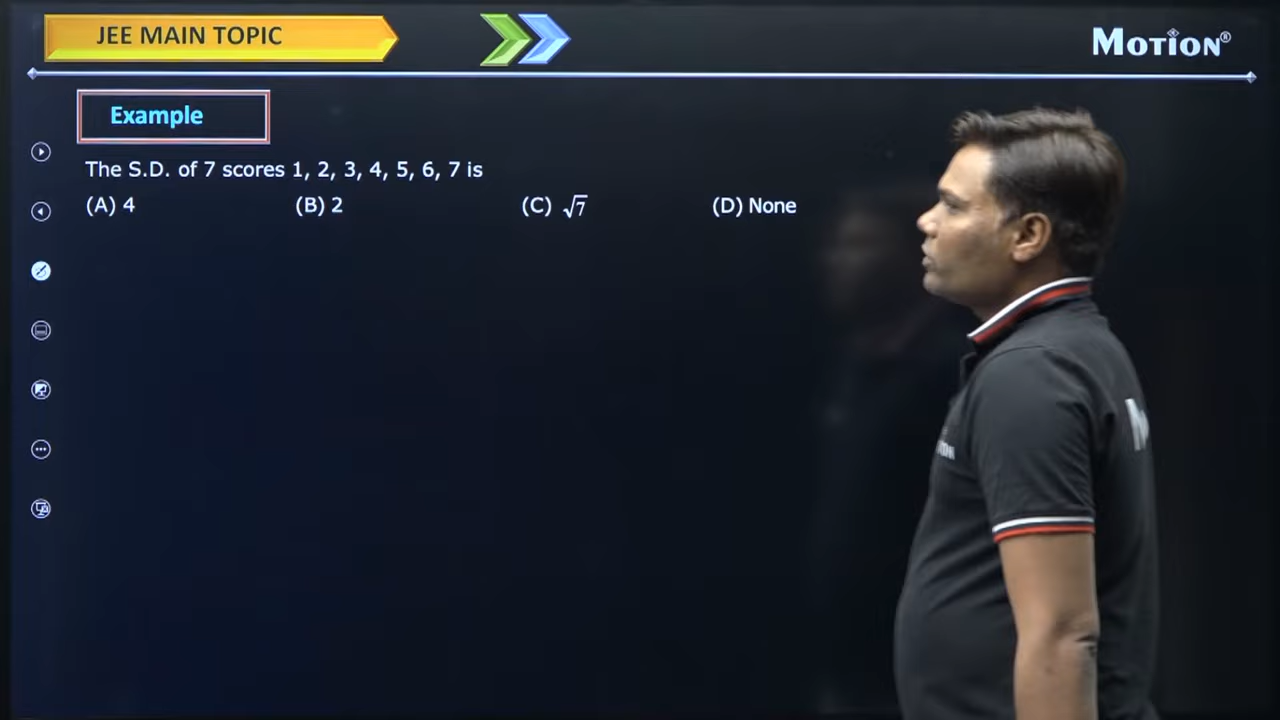 JEE MAIN TOPIC
MOTION®
Example
The S.D. of 7 scores 1, 2, 3, 4, 5, 6, 7 is
(A) 4 (B) 2 (C) √7 (D) None